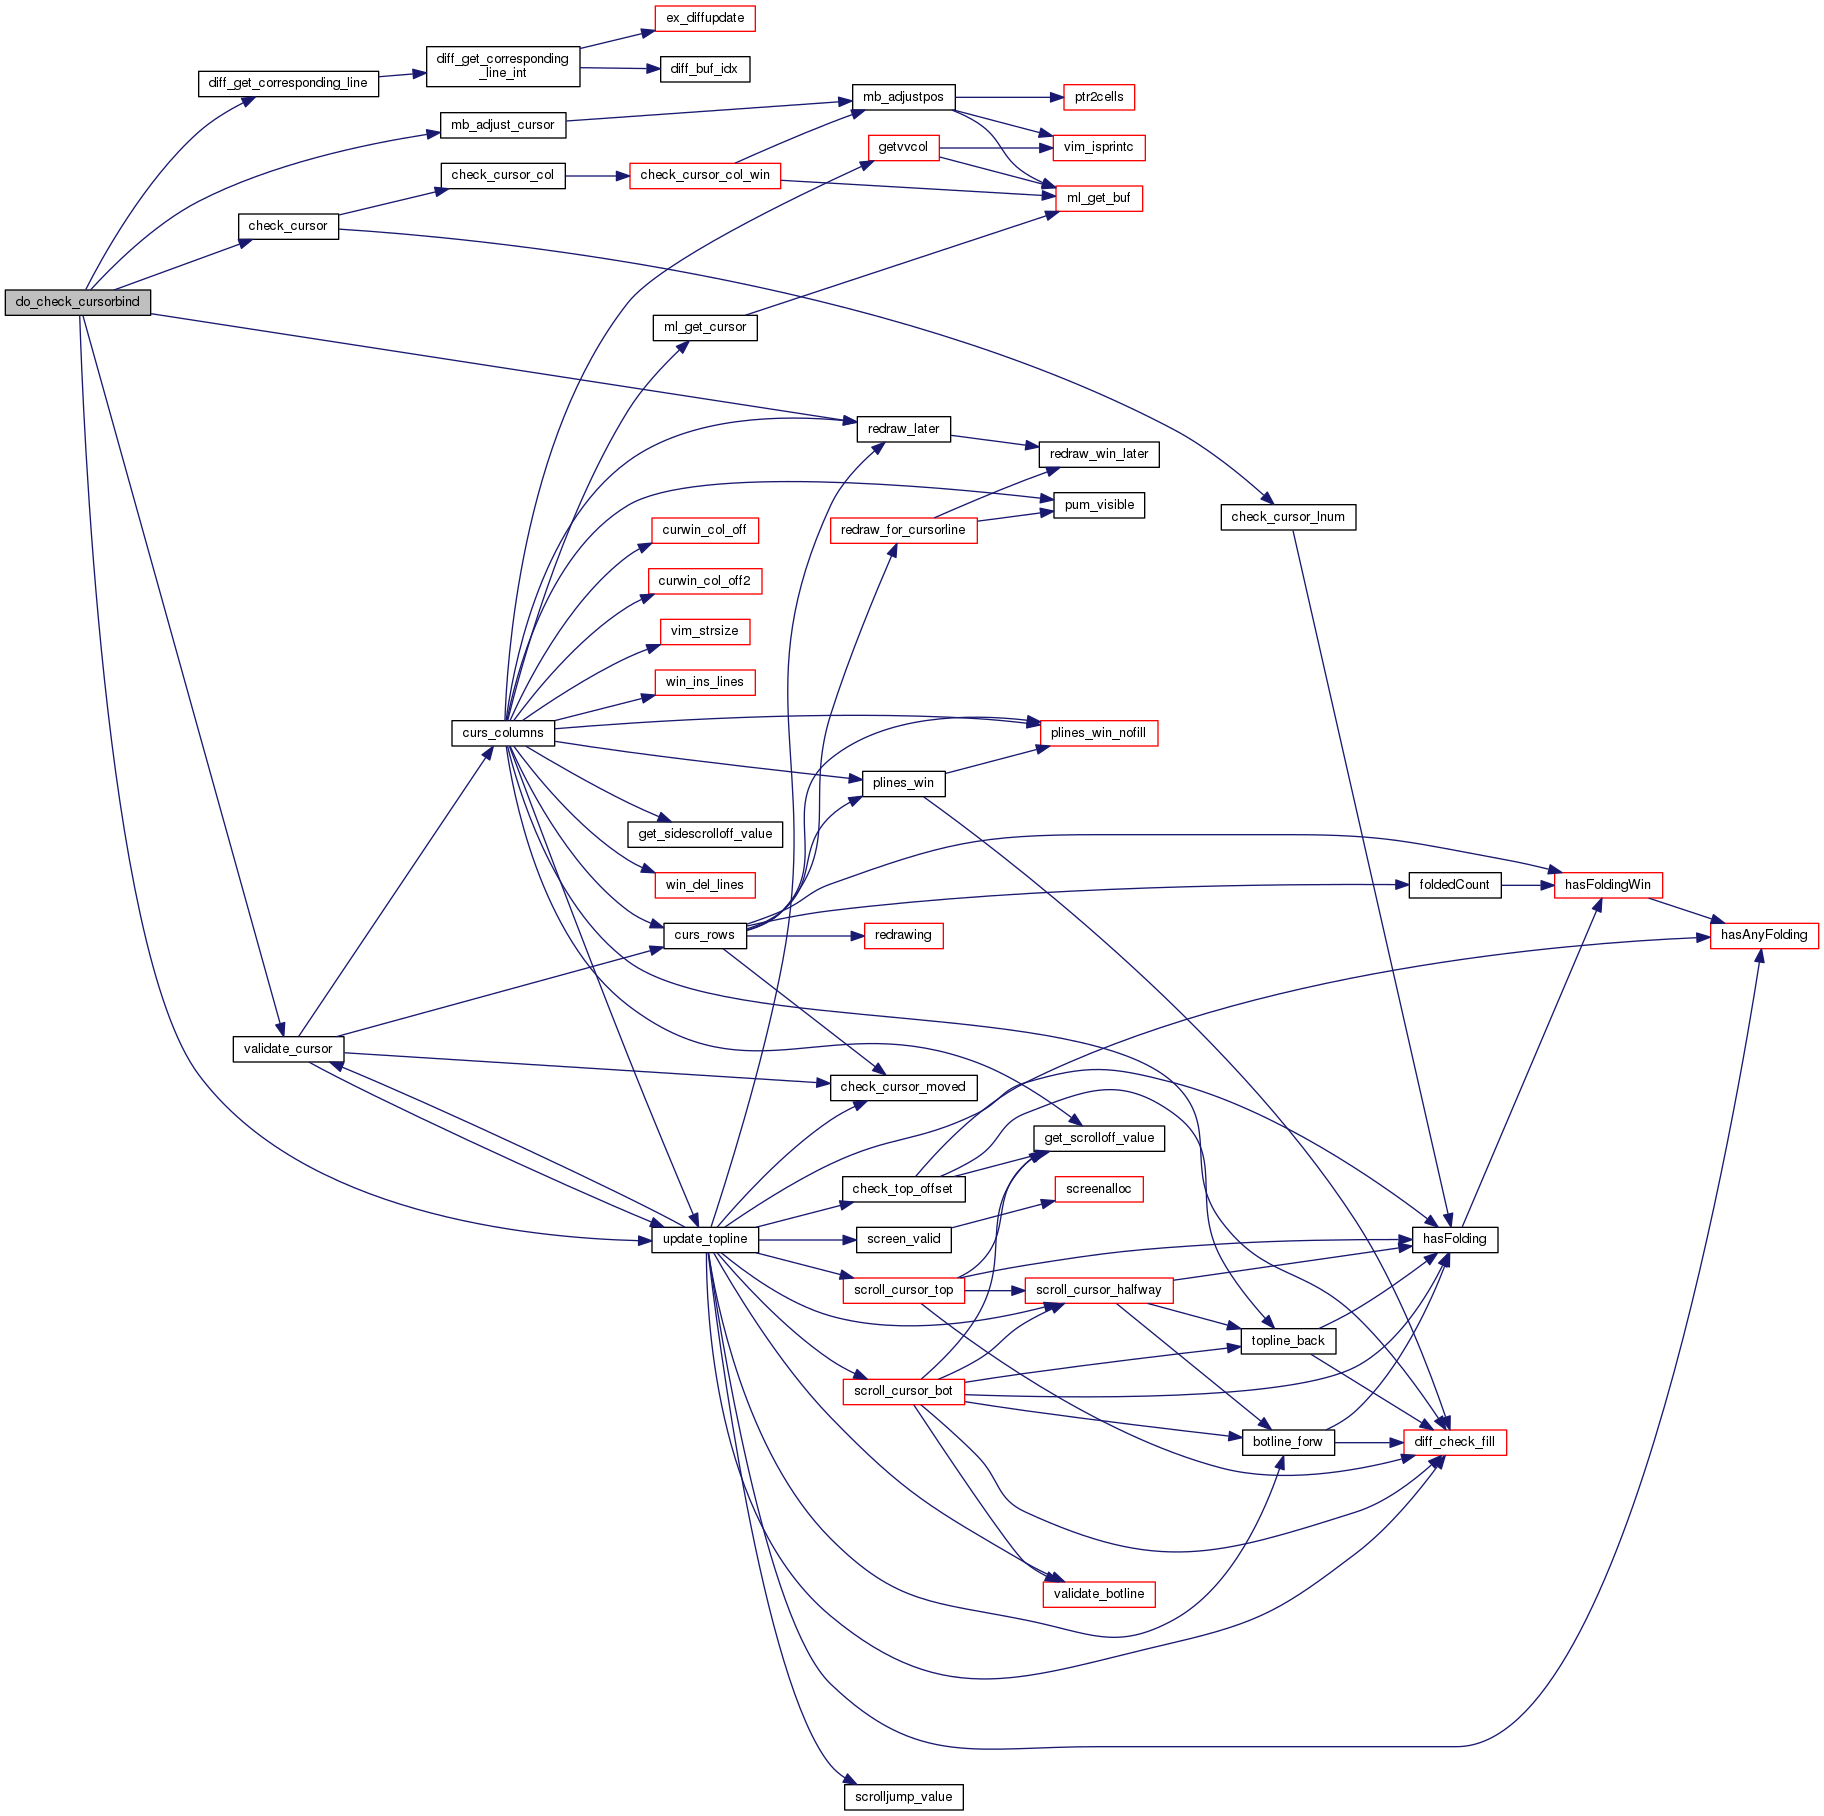 ex_diffupdate
diff_get_corresponding
_line_int
diff_buf_idx
diff_get_corresponding_line
mb_adjustpos
ptr2cells
mb_adjust_cursor
getvvcol
vim_isprintc
check_cursor_col
check_cursor_col_win
ml_get_buf
check_cursor
do_check_cursorbind
ml_get_cursor
redraw_later
redraw_win_later
pum_visible
curwin_col_off
redraw_for_cursorline
check_cursor_lnum
curwin_col_off2
vim_strsize
win_ins_lines
curs_columns
plines_win_nofill
plines_win
get_sidescrolloff_value
win_del_lines
foldedCount
hasFoldingWin
curs_rows
redrawing
hasAnyFolding
validate_cursor
check_cursor_moved
get_scrolloff_value
check_top_offset
screenalloc
update_topline
screen_valid
hasFolding
scroll_cursor_top
scroll_cursor_halfway
topline_back
scroll_cursor_bot
botline_forw
diff_check_fill
validate_botline
scrolljump_value